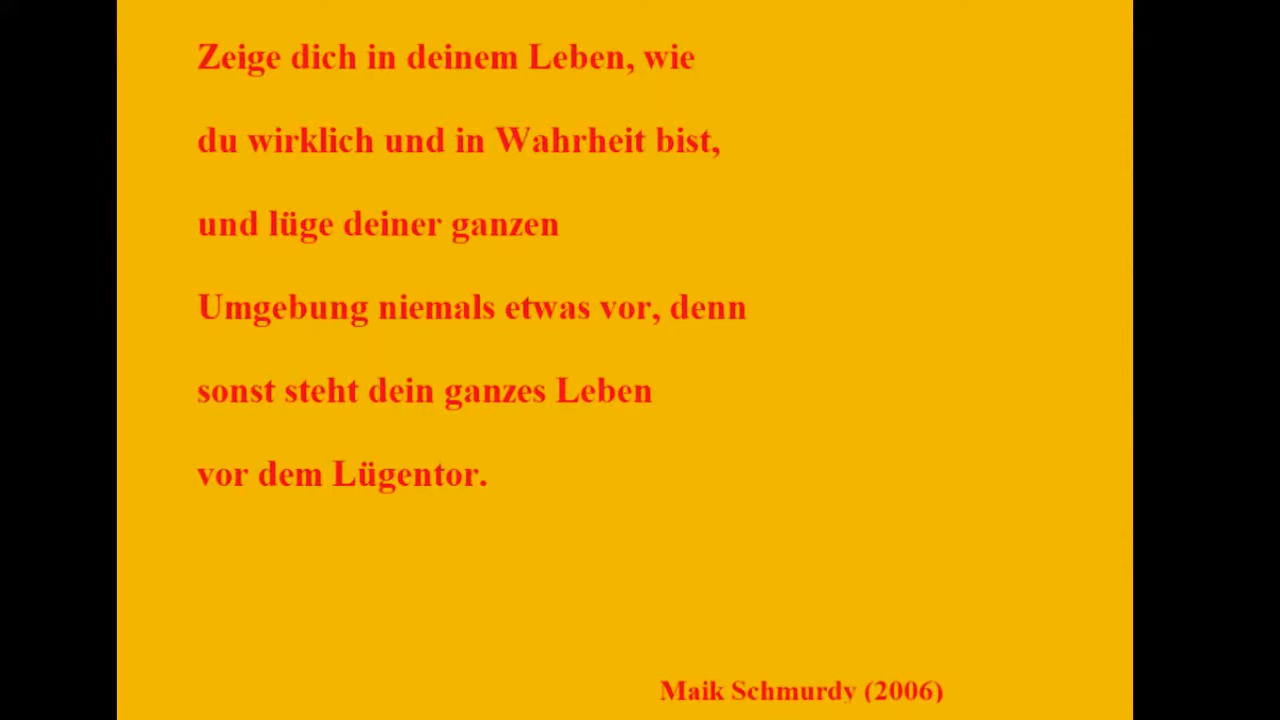 Zeige dich in deinem Leben, wie
du wirklich und in Wahrheit bist,
und lüge deiner ganzen
Umgebung niemals etwas vor, denn
sonst steht dein ganzes Leben
vor dem Lügentor.
Maik Schmurdy (2006)